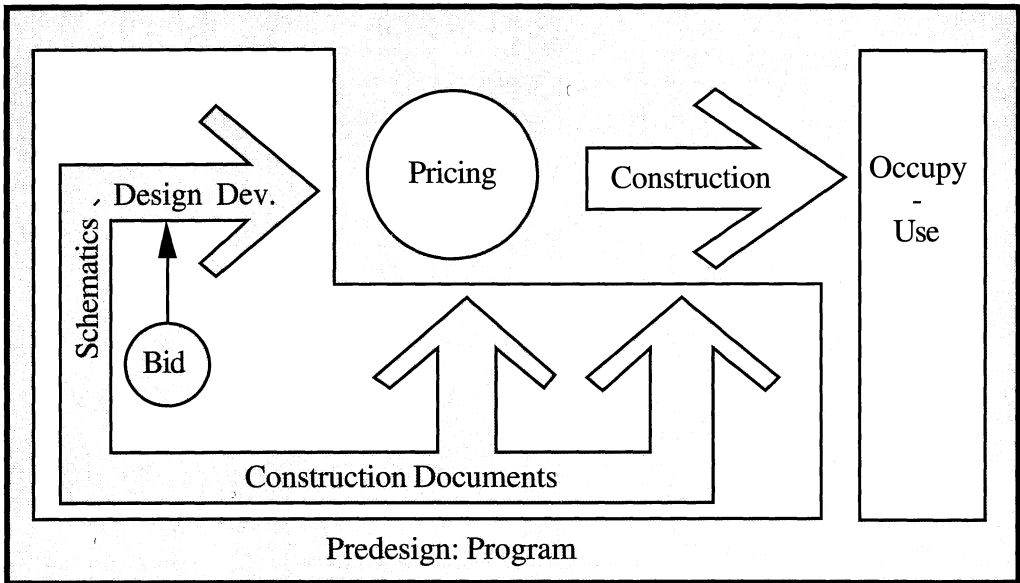 Design Dev.
Pricing
Construction
Occupy
-
Use
Schematics
Bid
Construction Documents
Predesign: Program